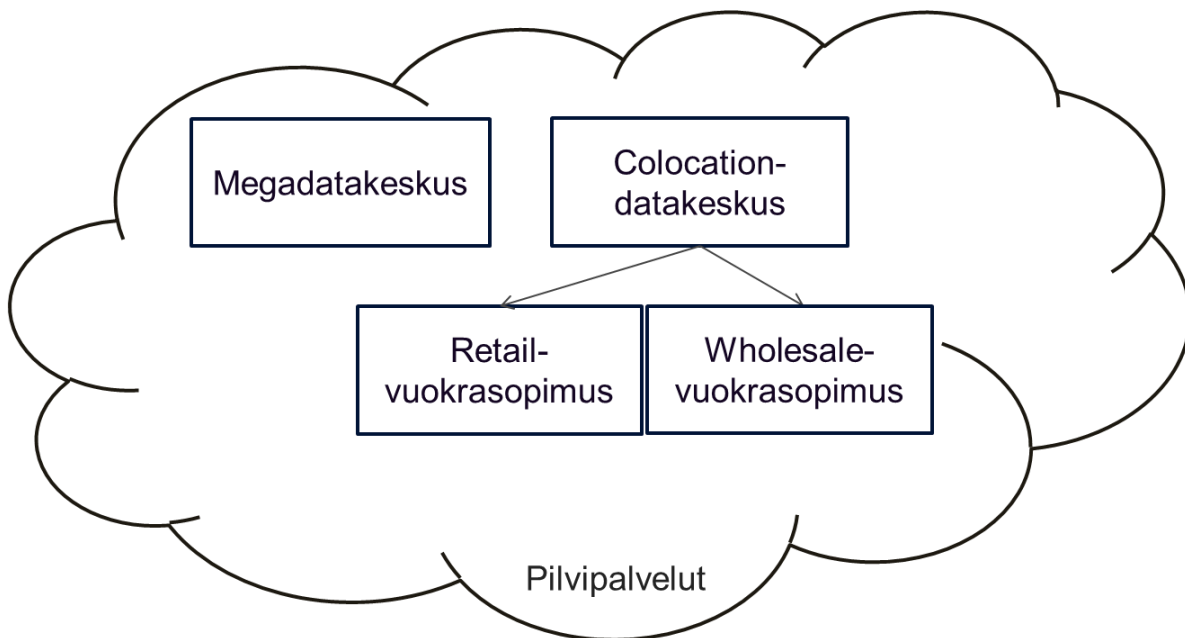 Megadatakeskus
Colocation-
datakeskus
Retail-
vuokrasopimus
Wholesale-
vuokrasopimus
Pilvipalvelut